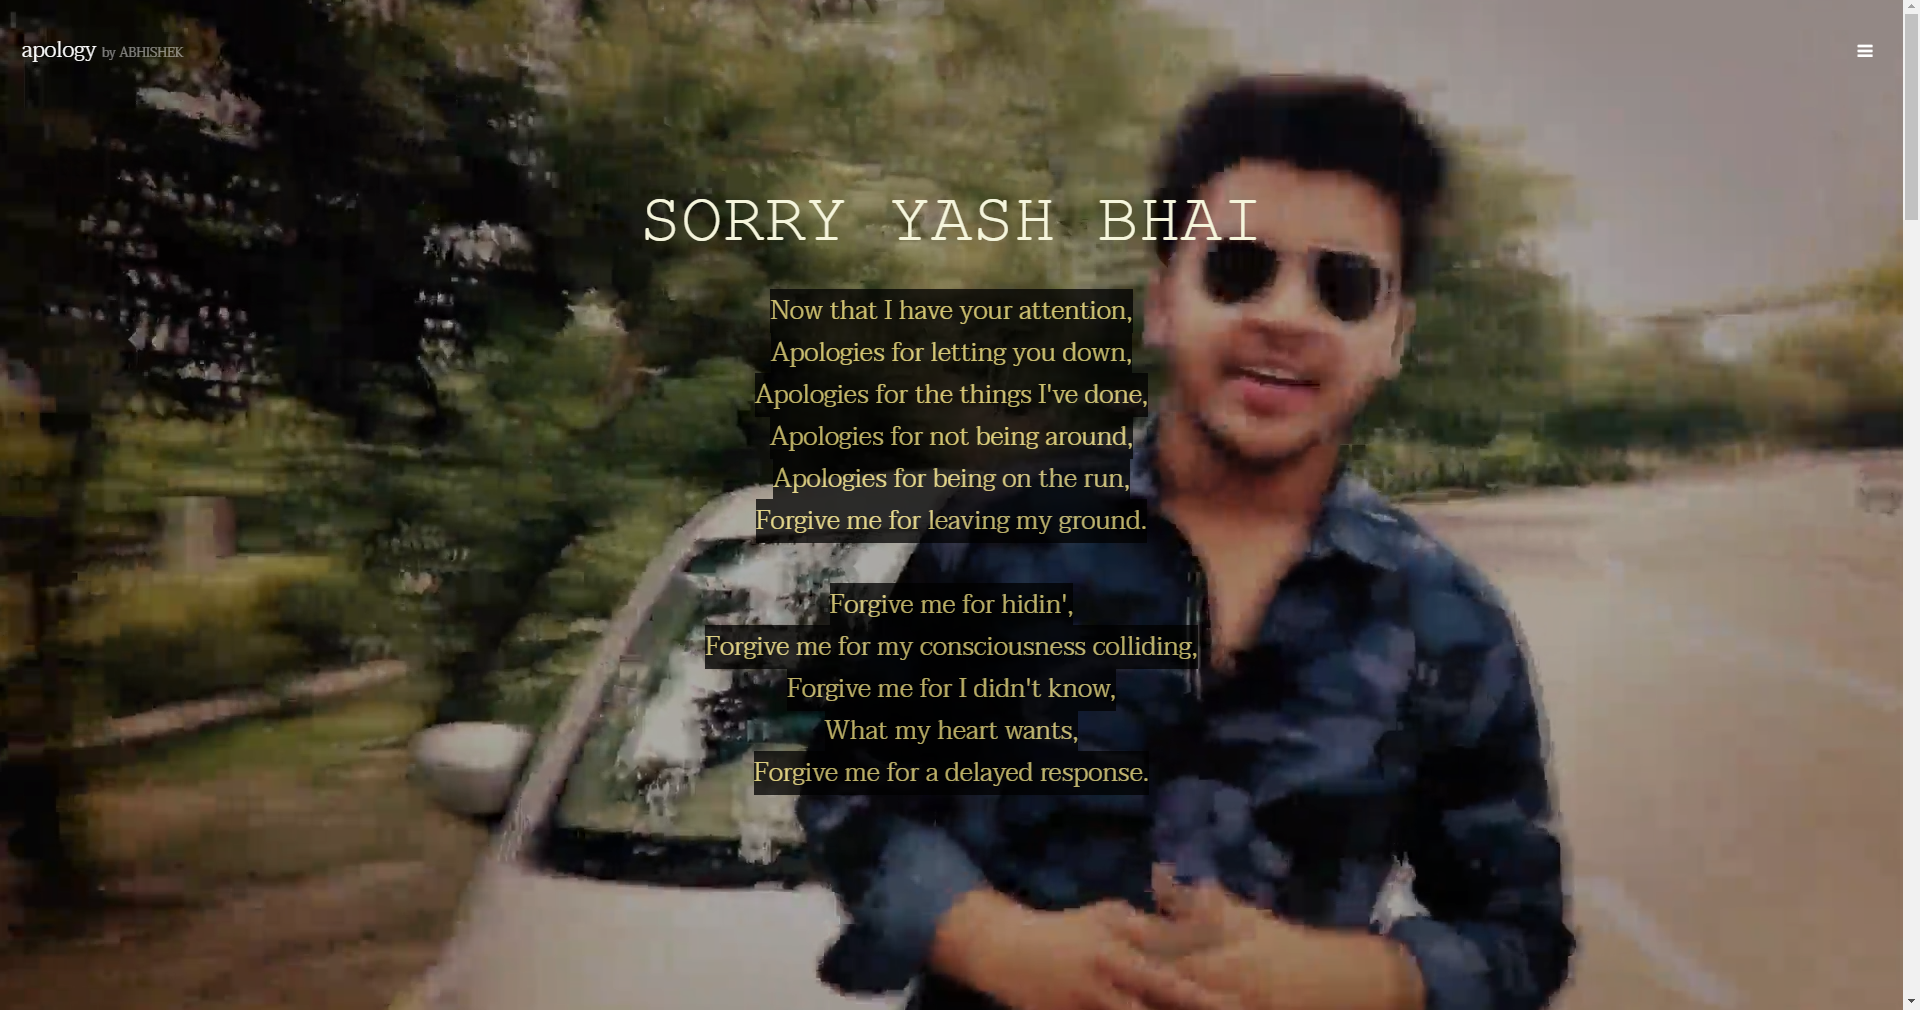 apology by ABHISHEK
SORRY YASH BHAI
Now that I have your attention,
Apologies for letting you down,
Apologies for the things I've done,
Apologies for not being around,
Apologies for being on the run,
Forgive me for leaving my ground.
Forgive me for hidin',
Forgive me for my consciousness colliding,
Forgive me for I didn't know,
What my heart wants,
Forgive me for a delayed response.